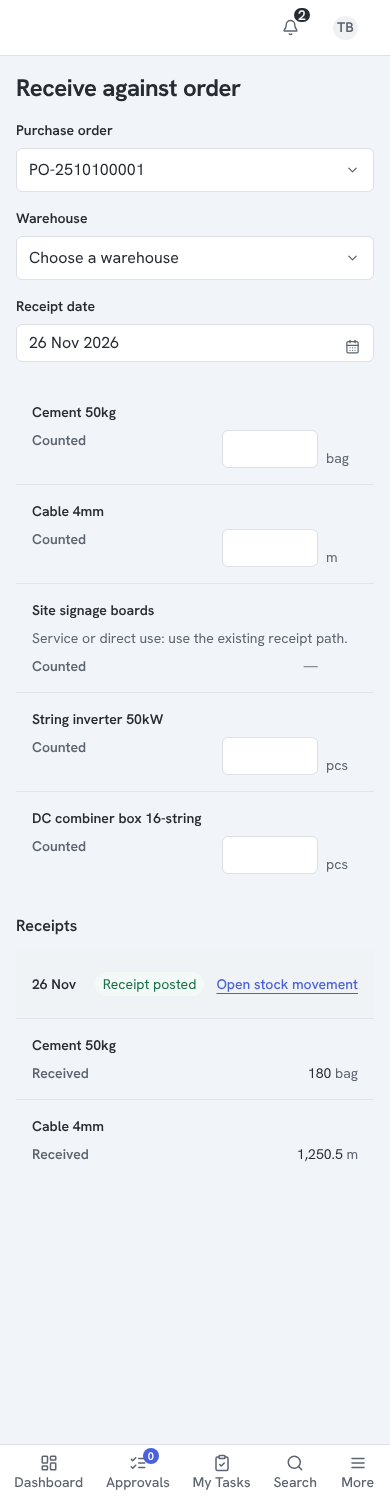 2
TB
Receive against order
Purchase order
PO-2510100001
Warehouse
Choose a warehouse
Receipt date
26 Nov 2026
Cement 50kg
Counted
bag
Cable 4mm
Counted
m
Site signage boards
Service or direct use: use the existing receipt path.
Counted —
String inverter 50kW
Counted
pcs
DC combiner box 16-string
Counted
pcs
Receipts
26 Nov Receipt posted Open stock movement
Cement 50kg
Received 180 bag
Cable 4mm
Received 1,250.5 m
0
Dashboard Approvals My Tasks Search More